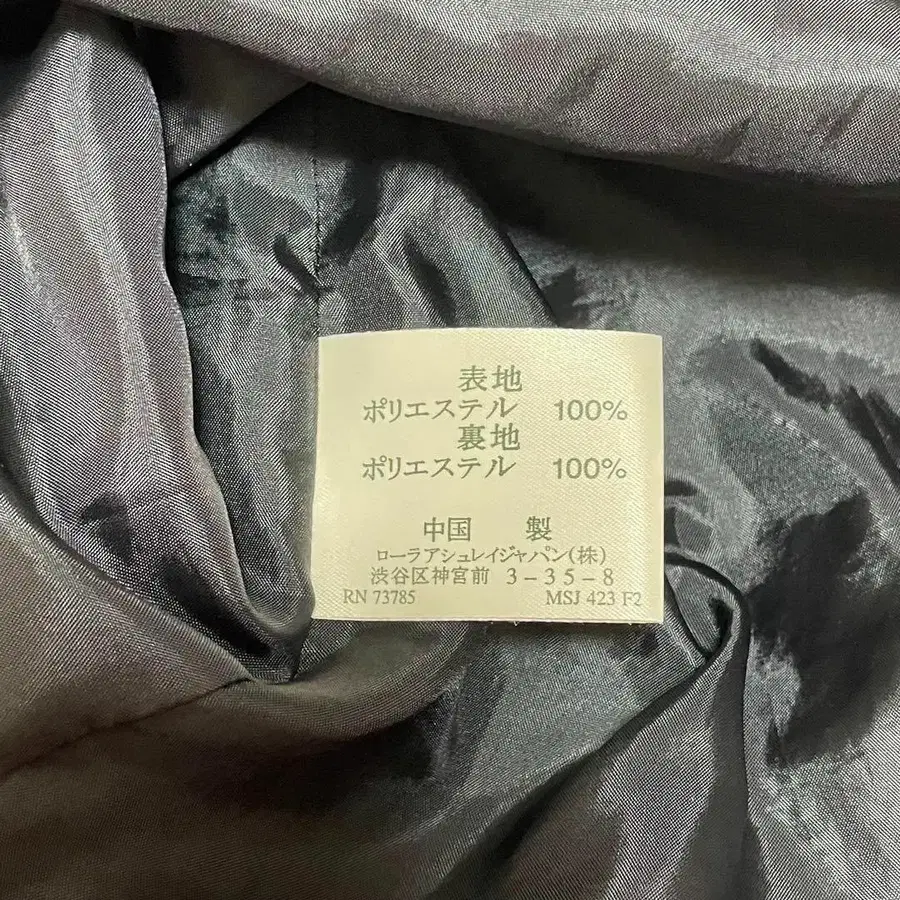 表地
ポリエステル 100%
裏地
ポリエステル 100%
中国 製
ローラアシュレイジャパン(株)
渋谷区神宮前 3-35-8
RN 73785 MSJ 423 F2